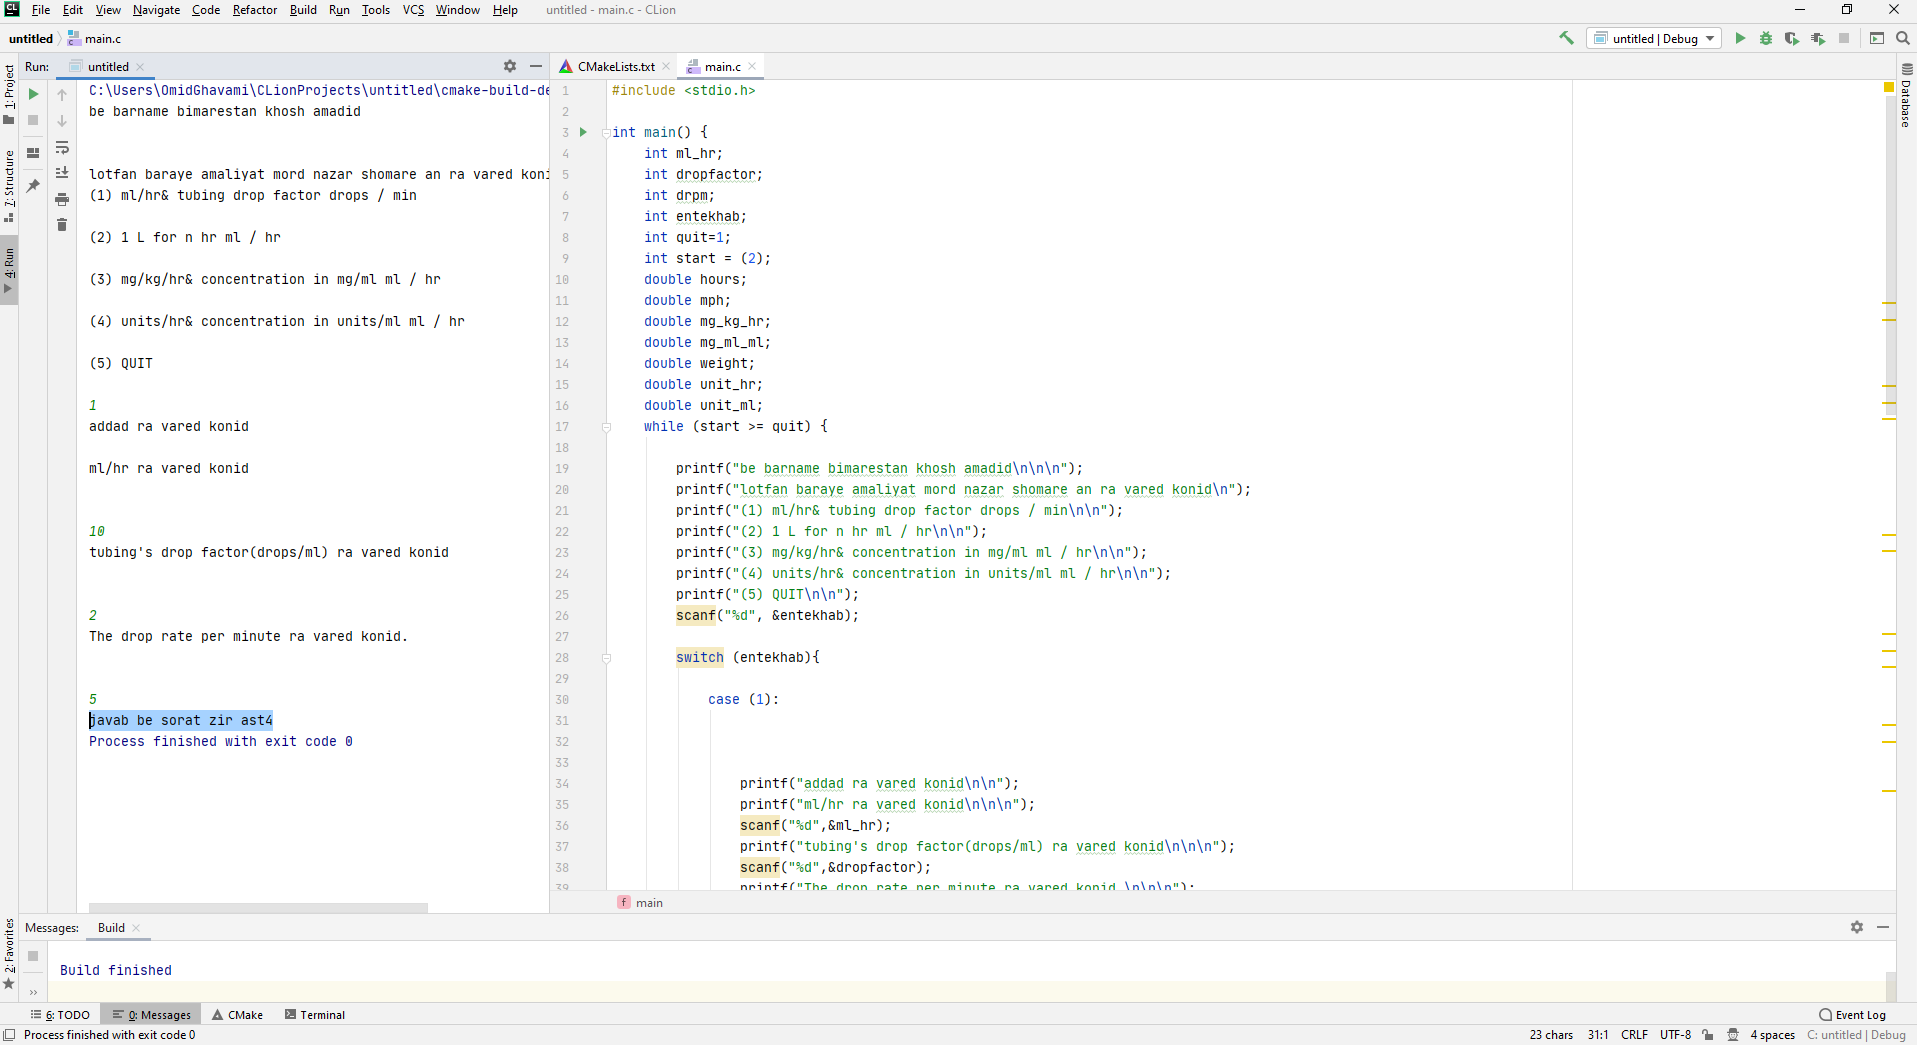 File Edit View Navigate Code Refactor Build Run Tools VCS Window Help untitled - main.c - CLion
untitled main.c
untitled | Debug
1: Project
7: Structure
4: Run
2: Favorites
Run: untitled
C:\Users\OmidGhavami\CLionProjects\untitled\cmake-build-de
be barname bimarestan khosh amadid
lotfan baraye amaliyat mord nazar shomare an ra vared koni
(1) ml/hr& tubing drop factor drops / min
(2) 1 L for n hr ml / hr
(3) mg/kg/hr& concentration in mg/ml ml / hr
(4) units/hr& concentration in units/ml ml / hr
(5) QUIT
1
addad ra vared konid
ml/hr ra vared konid
10
tubing's drop factor(drops/ml) ra vared konid
2
The drop rate per minute ra vared konid.
5
javab be sorat zir ast4
Process finished with exit code 0
CMakeLists.txt main.c
1 #include <stdio.h>
2
3 int main() {
4 int ml_hr;
5 int dropfactor;
6 int drpm;
7 int entekhab;
8 int quit=1;
9 int start = (2);
10 double hours;
11 double mph;
12 double mg_kg_hr;
13 double mg_ml_ml;
14 double weight;
15 double unit_hr;
16 double unit_ml;
17 while (start >= quit) {
18
19 printf("be barname bimarestan khosh amadid\n\n\n");
20 printf("lotfan baraye amaliyat mord nazar shomare an ra vared konid\n");
21 printf("(1) ml/hr& tubing drop factor drops / min\n\n");
22 printf("(2) 1 L for n hr ml / hr\n\n");
23 printf("(3) mg/kg/hr& concentration in mg/ml ml / hr\n\n");
24 printf("(4) units/hr& concentration in units/ml ml / hr\n\n");
25 printf("(5) QUIT\n\n");
26 scanf("%d", &entekhab);
27
28 switch (entekhab){
29
30 case (1):
31
32
33
34 printf("addad ra vared konid\n\n");
35 printf("ml/hr ra vared konid\n\n\n");
36 scanf("%d",&ml_hr);
37 printf("tubing's drop factor(drops/ml) ra vared konid\n\n\n");
38 scanf("%d",&dropfactor);
39 printf("The drop rate per minute ra vared konid.\n\n\n");
f main
Database
Messages: Build
Build finished
6: TODO 0: Messages CMake Terminal Event Log
Process finished with exit code 0 23 chars 31:1 CRLF UTF-8 4 spaces C: untitled | Debug